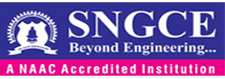 SNGCE
Beyond Engineering...
A NAAC Accredited Institution